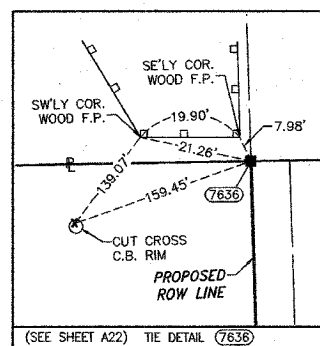 SE'LY COR.
WOOD F.P.
SW'LY COR.
WOOD F.P.
19.90'
7.98'
21.26'
139.07'
159.45'
PL
7636
CUT CROSS
C.B. RIM
PROPOSED
ROW LINE
(SEE SHEET A22) TIE DETAIL 7636